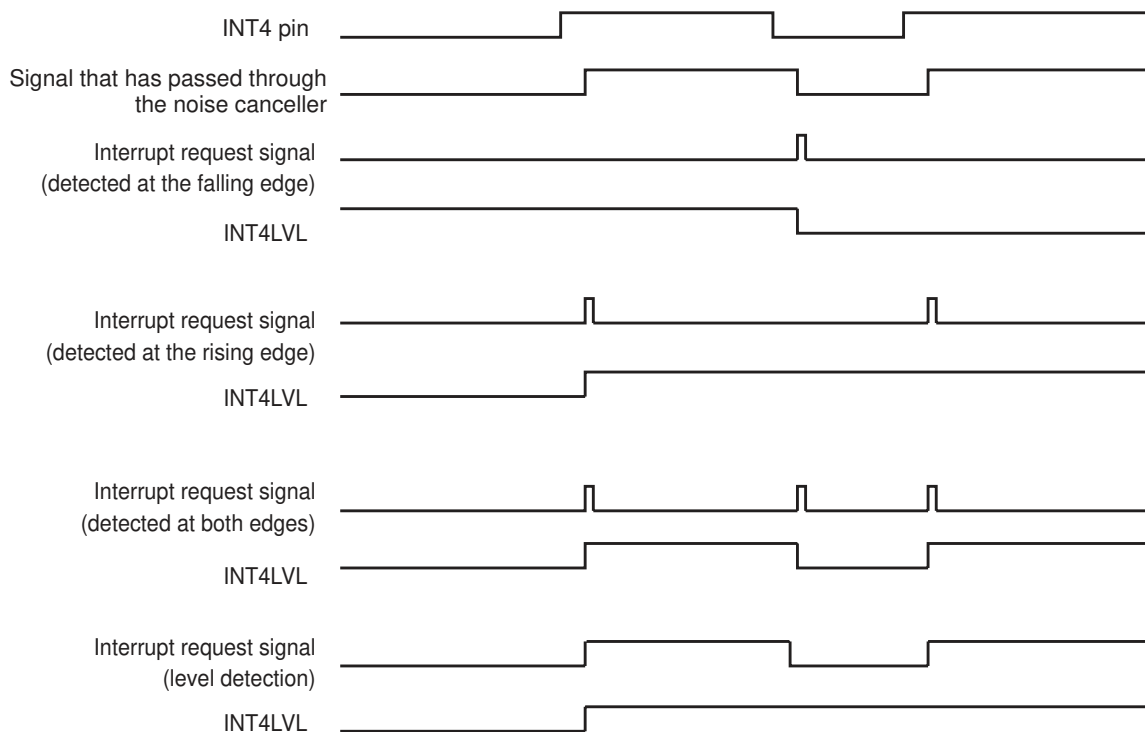 INT4 pin
Signal that has passed through
the noise canceller
Interrupt request signal
(detected at the falling edge)
INT4LVL
Interrupt request signal
(detected at the rising edge)
INT4LVL
Interrupt request signal
(detected at both edges)
INT4LVL
Interrupt request signal
(level detection)
INT4LVL